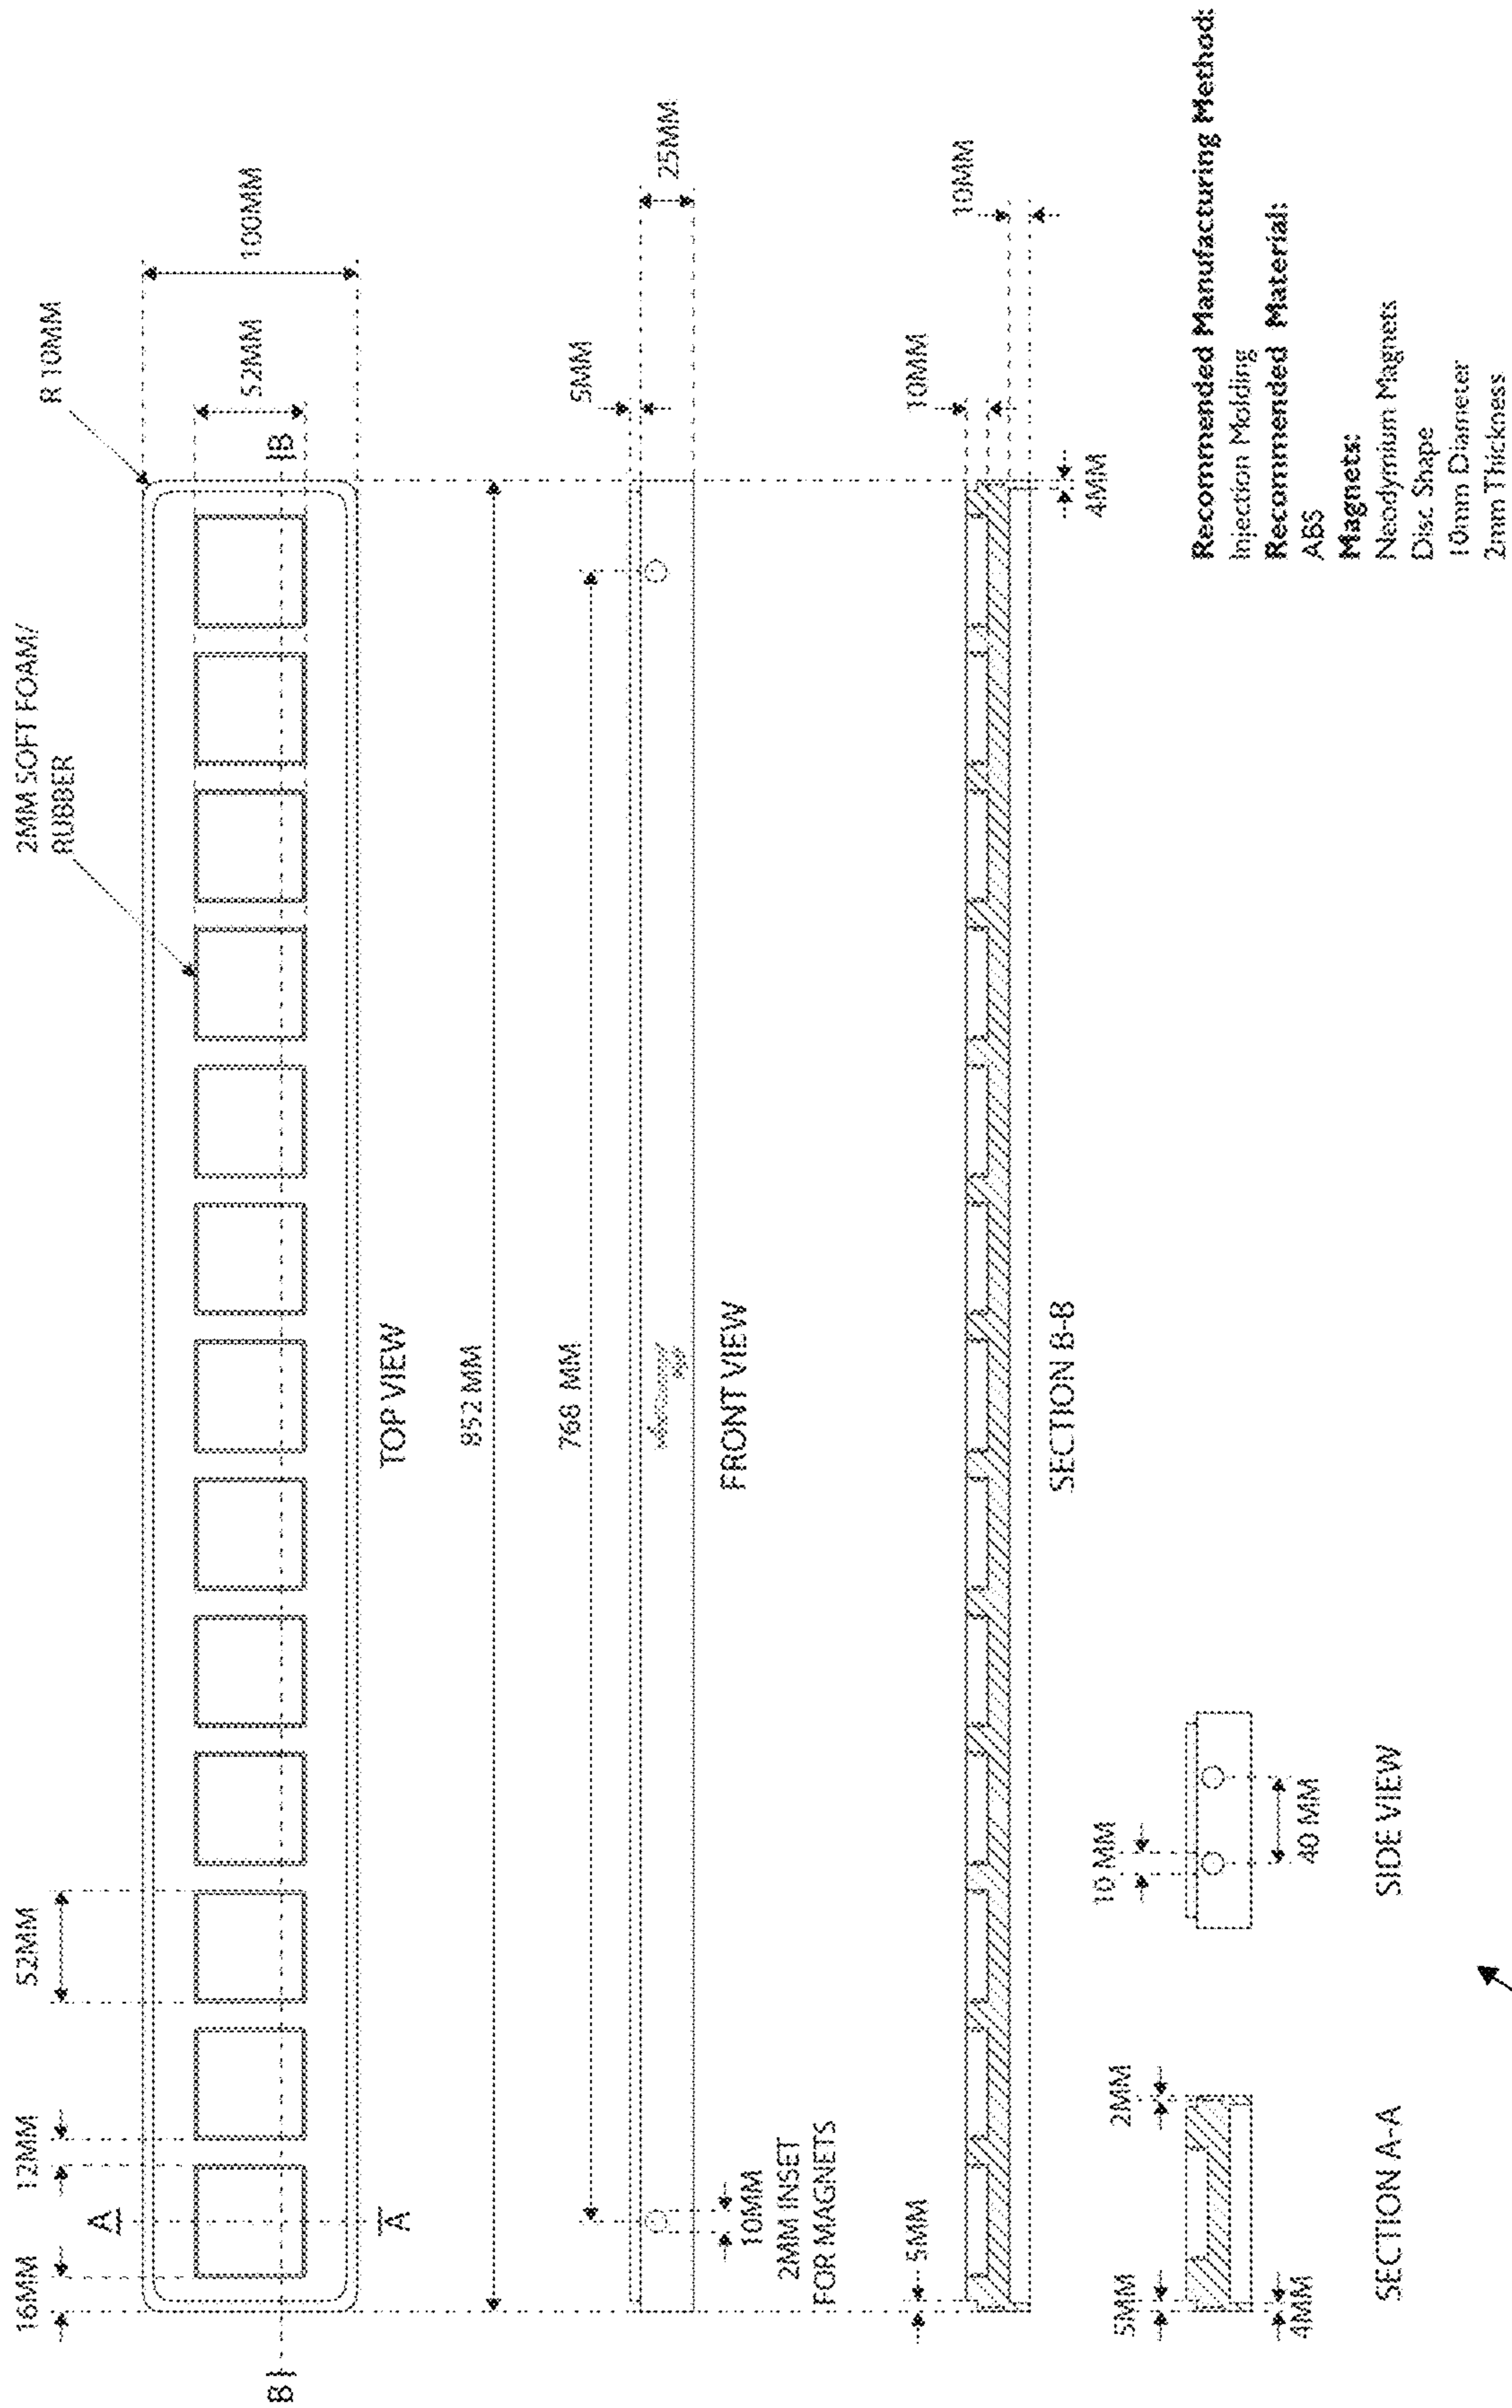 16MM
12MM
52MM
2MM SOFT FOAM/
RUBBER
R 10MM
A
A
B
B
52MM
100MM
TOP VIEW
852 MM
768 MM
5MM
25MM
10MM
2MM INSET
FOR MAGNETS
FRONT VIEW
5MM
10MM
10MM
4MM
SECTION B-B
5MM
2MM
4MM
SECTION A-A
10 MM
40 MM
SIDE VIEW
Recommended Manufacturing Method:
Injection Molding
Recommended Material:
ABS
Magnets:
Neodymium Magnets
Disc Shape
10mm Diameter
2mm Thickness